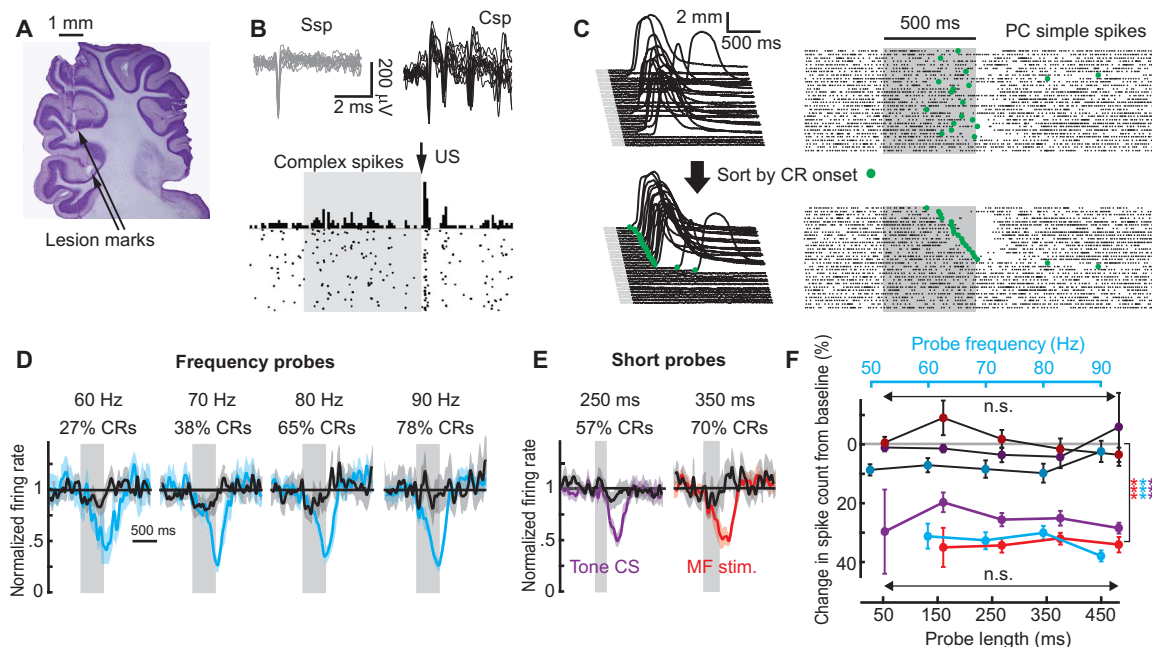 A
1 mm
Lesion marks
B
Ssp
Csp
200 µV
2 ms
Complex spikes
US
C
2 mm
500 ms
500 ms
PC simple spikes
Sort by CR onset
D
Frequency probes
60 Hz
27% CRs
70 Hz
38% CRs
80 Hz
65% CRs
90 Hz
78% CRs
Normalized firing rate
1
.5
0
500 ms
E
Short probes
250 ms
57% CRs
350 ms
70% CRs
Normalized firing rate
1
.5
0
Tone CS
MF stim.
F
Probe frequency (Hz)
50 60 70 80 90
n.s.
Change in spike count from baseline (%)
0
20
40
***
***
***
n.s.
50 150 250 350 450
Probe length (ms)